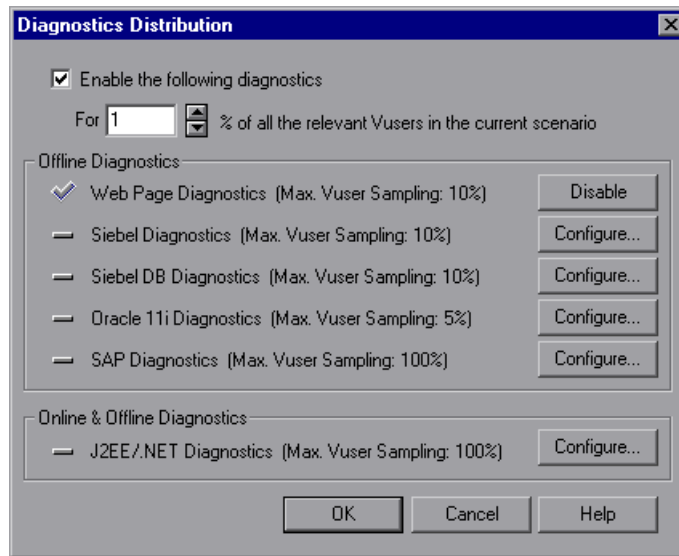 Diagnostics Distribution
Enable the following diagnostics
For 1 % of all the relevant Vusers in the current scenario
Offline Diagnostics
Web Page Diagnostics (Max. Vuser Sampling: 10%) Disable
Siebel Diagnostics (Max. Vuser Sampling: 10%) Configure...
Siebel DB Diagnostics (Max. Vuser Sampling: 10%) Configure...
Oracle 11i Diagnostics (Max. Vuser Sampling: 5%) Configure...
SAP Diagnostics (Max. Vuser Sampling: 100%) Configure...
Online & Offline Diagnostics
J2EE/.NET Diagnostics (Max. Vuser Sampling: 100%) Configure...
OK Cancel Help